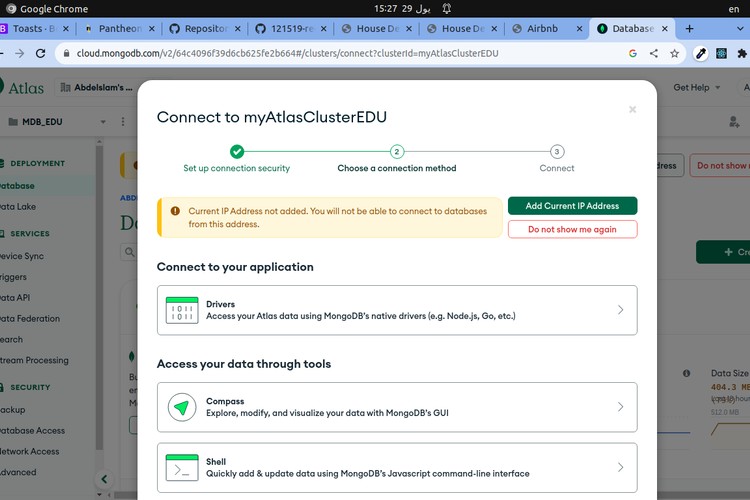 Google Chrome
15:27 29 يول
en
Toasts · B
Pantheon
Repositor
121519-re
House De
House De
Airbnb
Database
cloud.mongodb.com/v2/64c4096f39d6cb625fe2b664#/clusters/connect?clusterId=myAtlasClusterEDU
Atlas
Abdelslam's ...
Get Help
MDB_EDU
Connect to myAtlasClusterEDU
2
3
Set up connection security
Choose a connection method
Connect
DEPLOYMENT
Database
Data Lake
SERVICES
Device Sync
Triggers
Data API
Data Federation
Search
Stream Processing
SECURITY
Backup
Database Access
Network Access
Advanced
Current IP Address not added. You will not be able to connect to databases
from this address.
Add Current IP Address
Do not show me again
Do not show m
Connect to your application
Drivers
Access your Atlas data using MongoDB's native drivers (e.g. Node.js, Go, etc.)
Access your data through tools
Compass
Explore, modify, and visualize your data with MongoDB's GUI
Shell
Quickly add & update data using MongoDB's Javascript command-line interface
Data Size
404.3 MB
512.0 MB